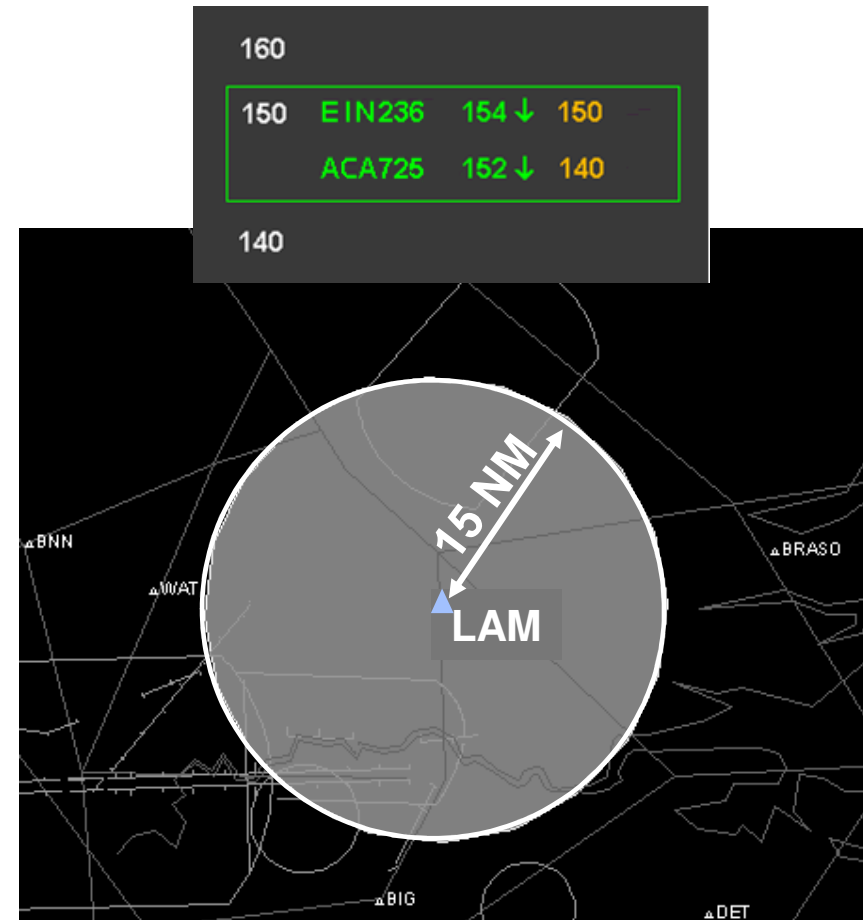 160
150 EIN236 154 ↓ 150
ACA725 152 ↓ 140
140
15 NM
BNN
BRASO
WAT
LAM
BIG
DET